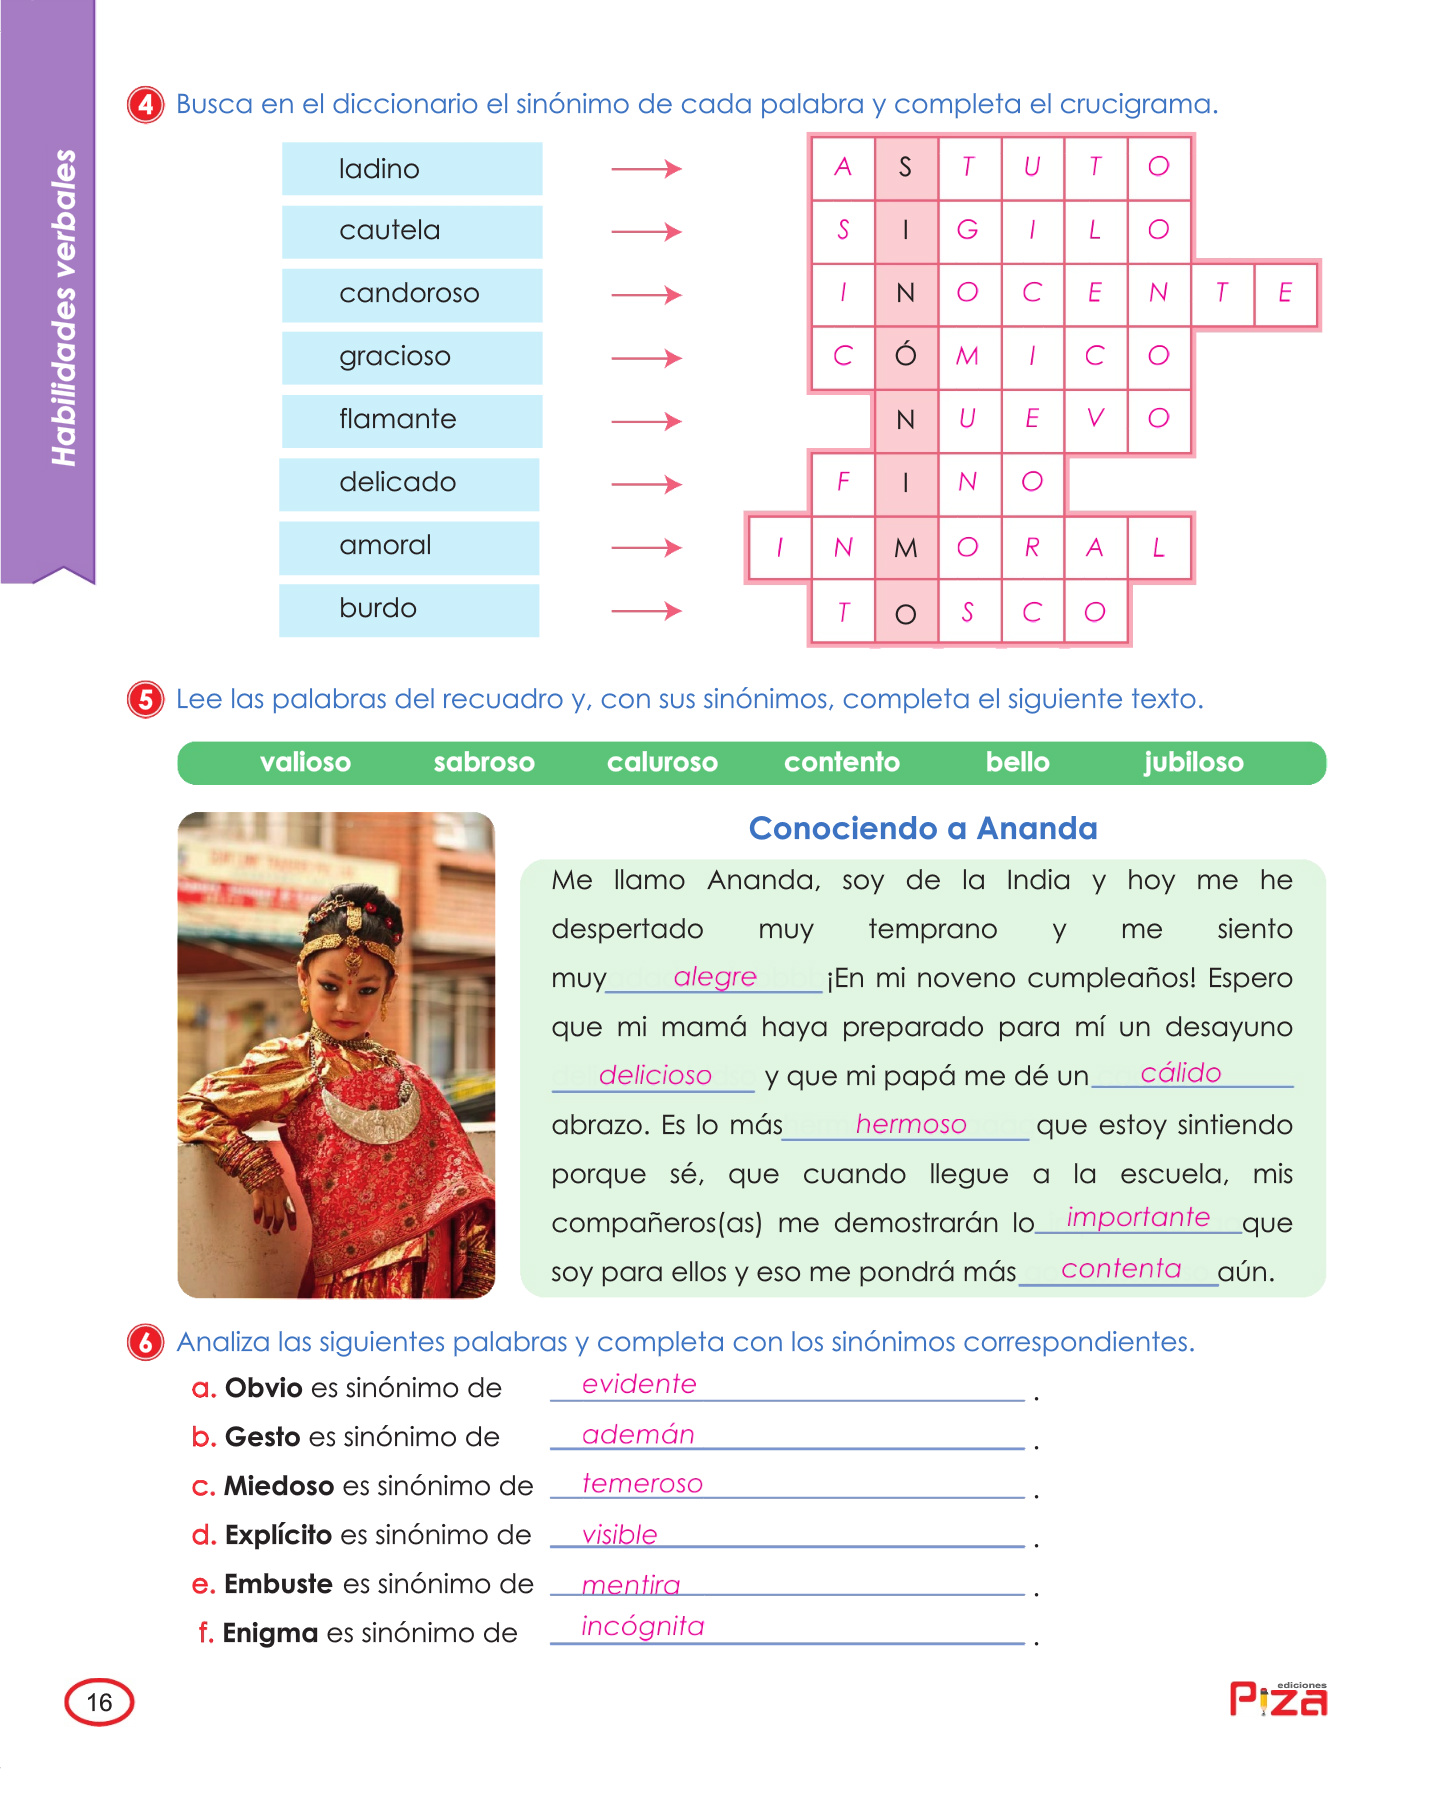 Habilidades verbales
4 Busca en el diccionario el sinónimo de cada palabra y completa el crucigrama.
ladino A S T U T O
cautela S I G I L O
candoroso I N O C E N T E
gracioso C Ó M I C O
flamante N U E V O
delicado F I N O
amoral I N M O R A L
burdo T O S C O
5 Lee las palabras del recuadro y, con sus sinónimos, completa el siguiente texto.
valioso sabroso caluroso contento bello jubiloso
Conociendo a Ananda
Me llamo Ananda, soy de la India y hoy me he
despertado muy temprano y me siento
muy alegre ¡En mi noveno cumpleaños! Espero
que mi mamá haya preparado para mí un desayuno
delicioso y que mi papá me dé un cálido
abrazo. Es lo más hermoso que estoy sintiendo
porque sé, que cuando llegue a la escuela, mis
compañeros(as) me demostrarán lo importante que
soy para ellos y eso me pondrá más contenta aún.
6 Analiza las siguientes palabras y completa con los sinónimos correspondientes.
a. Obvio es sinónimo de evidente .
b. Gesto es sinónimo de ademán .
c. Miedoso es sinónimo de temeroso .
d. Explícito es sinónimo de visible .
e. Embuste es sinónimo de mentira .
f. Enigma es sinónimo de incógnita .
16
ediciones
Piza